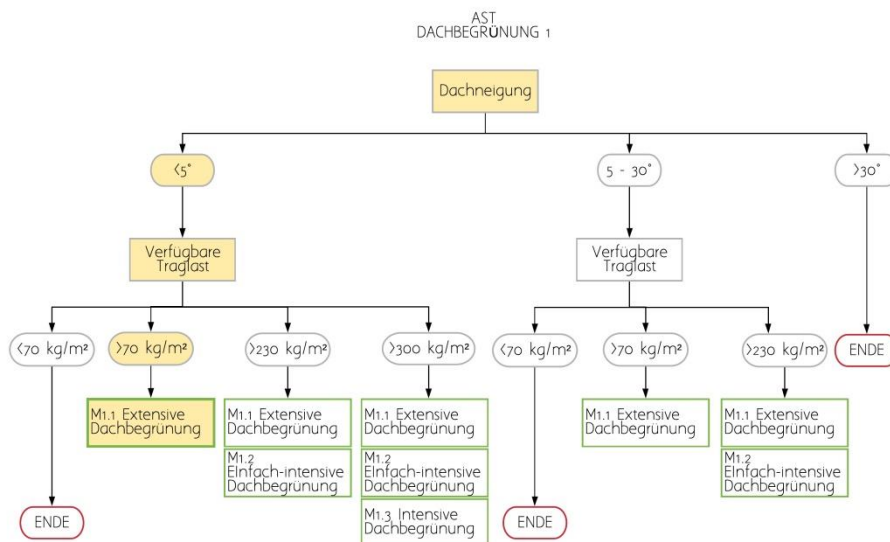 AST
DACHBEGRÜNUNG 1
Dachneigung
<5°
5 - 30°
>30°
Verfügbare
Traglast
Verfügbare
Traglast
<70 kg/m²
>70 kg/m²
>230 kg/m²
>300 kg/m²
<70 kg/m²
>70 kg/m²
>230 kg/m²
ENDE
M1.1 Extensive
Dachbegrünung
M1.1 Extensive
Dachbegrünung
M1.1 Extensive
Dachbegrünung
M1.1 Extensive
Dachbegrünung
M1.1 Extensive
Dachbegrünung
M1.2
EInfach-intensive
Dachbegrünung
M1.2
EInfach-intensive
Dachbegrünung
M1.2
EInfach-intensive
Dachbegrünung
ENDE
M1.3 Intensive
Dachbegrünung
ENDE